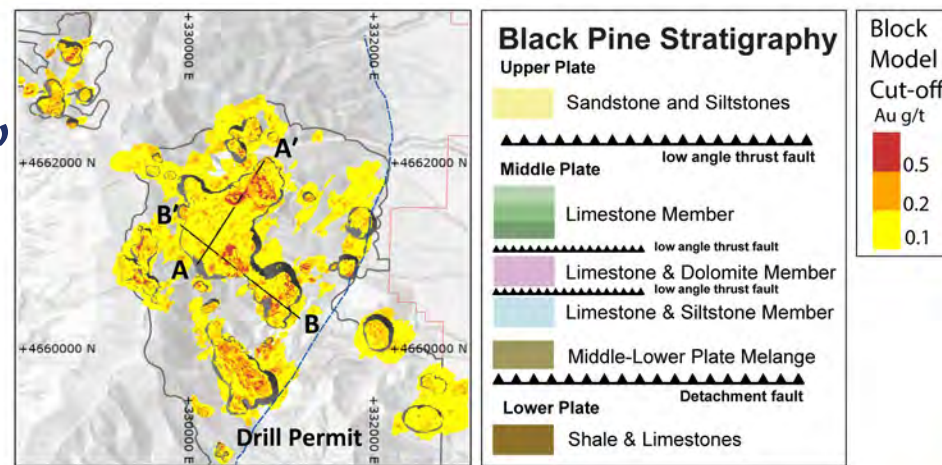 +330000 E
+332000 E
+4662000 N
+4662000 N
A'
B'
A
B
+4660000 N
+4660000 N
+330000 E
+332000 E
Drill Permit
Black Pine Stratigraphy
Upper Plate
Sandstone and Siltstones
low angle thrust fault
Middle Plate
Limestone Member
low angle thrust fault
Limestone & Dolomite Member
low angle thrust fault
Limestone & Siltstone Member
Middle-Lower Plate Melange
Detachment fault
Lower Plate
Shale & Limestones
Block
Model
Cut-off
Au g/t
0.5
0.2
0.1